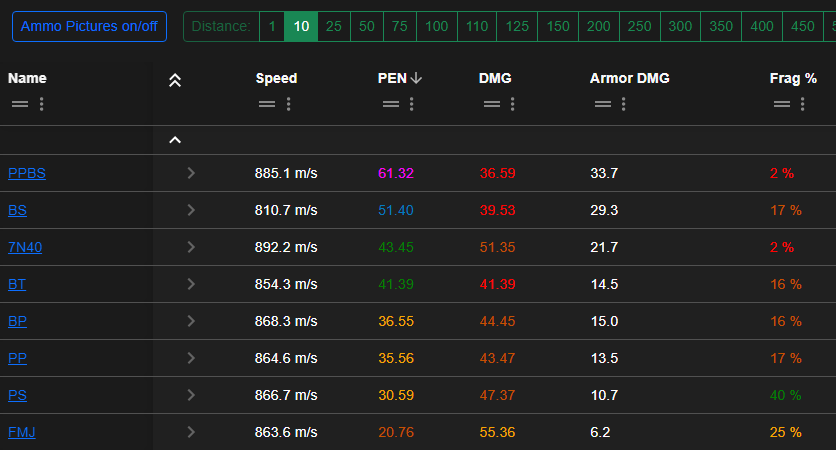 Ammo Pictures on/off Distance: 1 10 25 50 75 100 110 125 150 200 250 300 350 400 450
Name Speed PEN DMG Armor DMG Frag %
PPBS 885.1 m/s 61.32 36.59 33.7 2 %
BS 810.7 m/s 51.40 39.53 29.3 17 %
7N40 892.2 m/s 43.45 51.35 21.7 2 %
BT 854.3 m/s 41.39 41.39 14.5 16 %
BP 868.3 m/s 36.55 44.45 15.0 16 %
PP 864.6 m/s 35.56 43.47 13.5 17 %
PS 866.7 m/s 30.59 47.37 10.7 40 %
FMJ 863.6 m/s 20.76 55.36 6.2 25 %